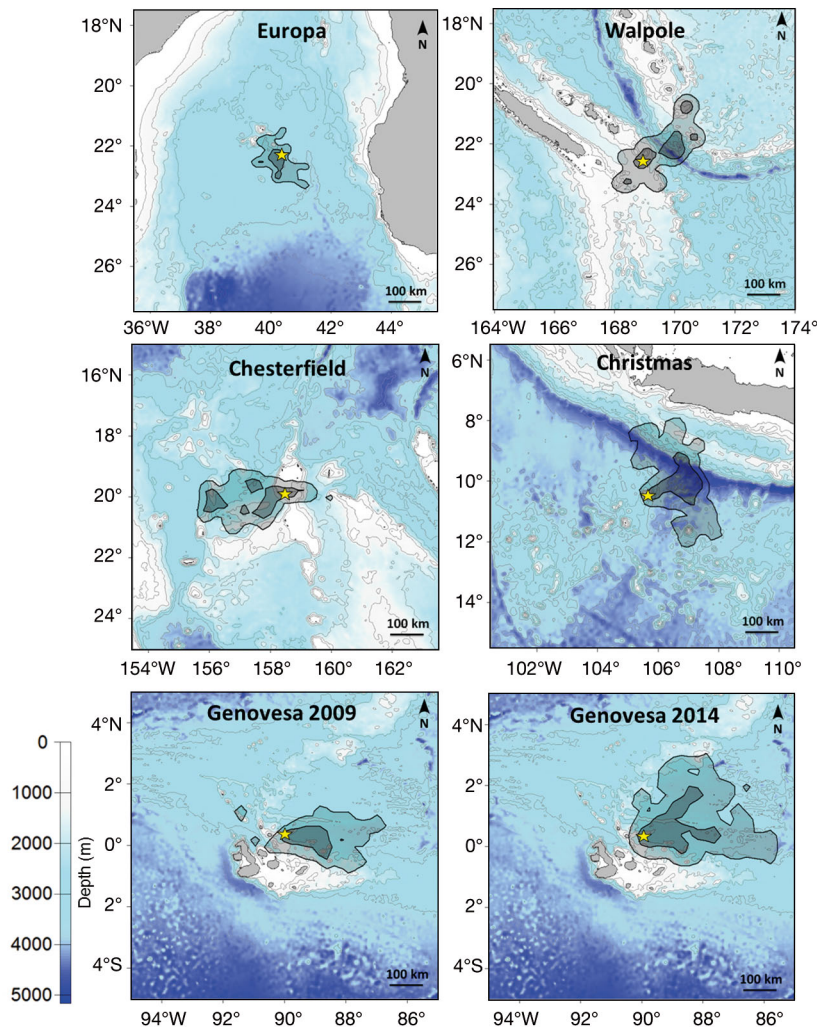 Europa
N
18°N
20°
22°
24°
26°
100 km
36°W 38° 40° 42° 44°
Walpole
N
18°N
20°
22°
24°
26°
100 km
164°W 166° 168° 170° 172° 174°
Chesterfield
N
16°N
18°
20°
22°
24°
100 km
154°W 156° 158° 160° 162°
Christmas
N
6°N
8°
10°
12°
14°
100 km
102°W 104° 106° 108° 110°
0
1000
2000
3000
4000
5000
Depth (m)
Genovesa 2009
N
4°N
2°
0°
2°
4°S
100 km
94°W 92° 90° 88° 86°
Genovesa 2014
N
4°N
2°
0°
2°
4°S
100 km
94°W 92° 90° 88° 86°